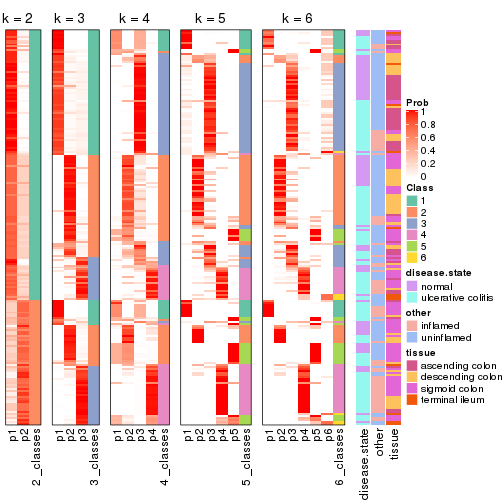 k = 2 k = 3 k = 4 k = 5 k = 6
Prob
1
0.8
0.6
0.4
0.2
0
Class
1
2
3
4
5
6
disease.state
normal
ulcerative colitis
other
inflamed
uninflamed
tissue
ascending colon
descending colon
sigmoid colon
terminal ileum
p1 p2 2_classes p1 p2 p3 3_classes p1 p2 p3 p4 4_classes p1 p2 p3 p4 p5 5_classes p1 p2 p3 p4 p5 p6 6_classes disease.state other tissue